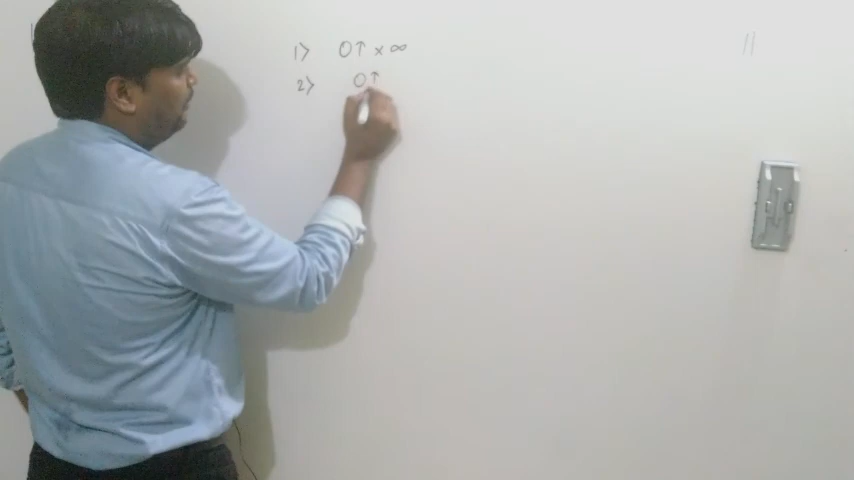 1> 0↑ x ∞
2> 0↑